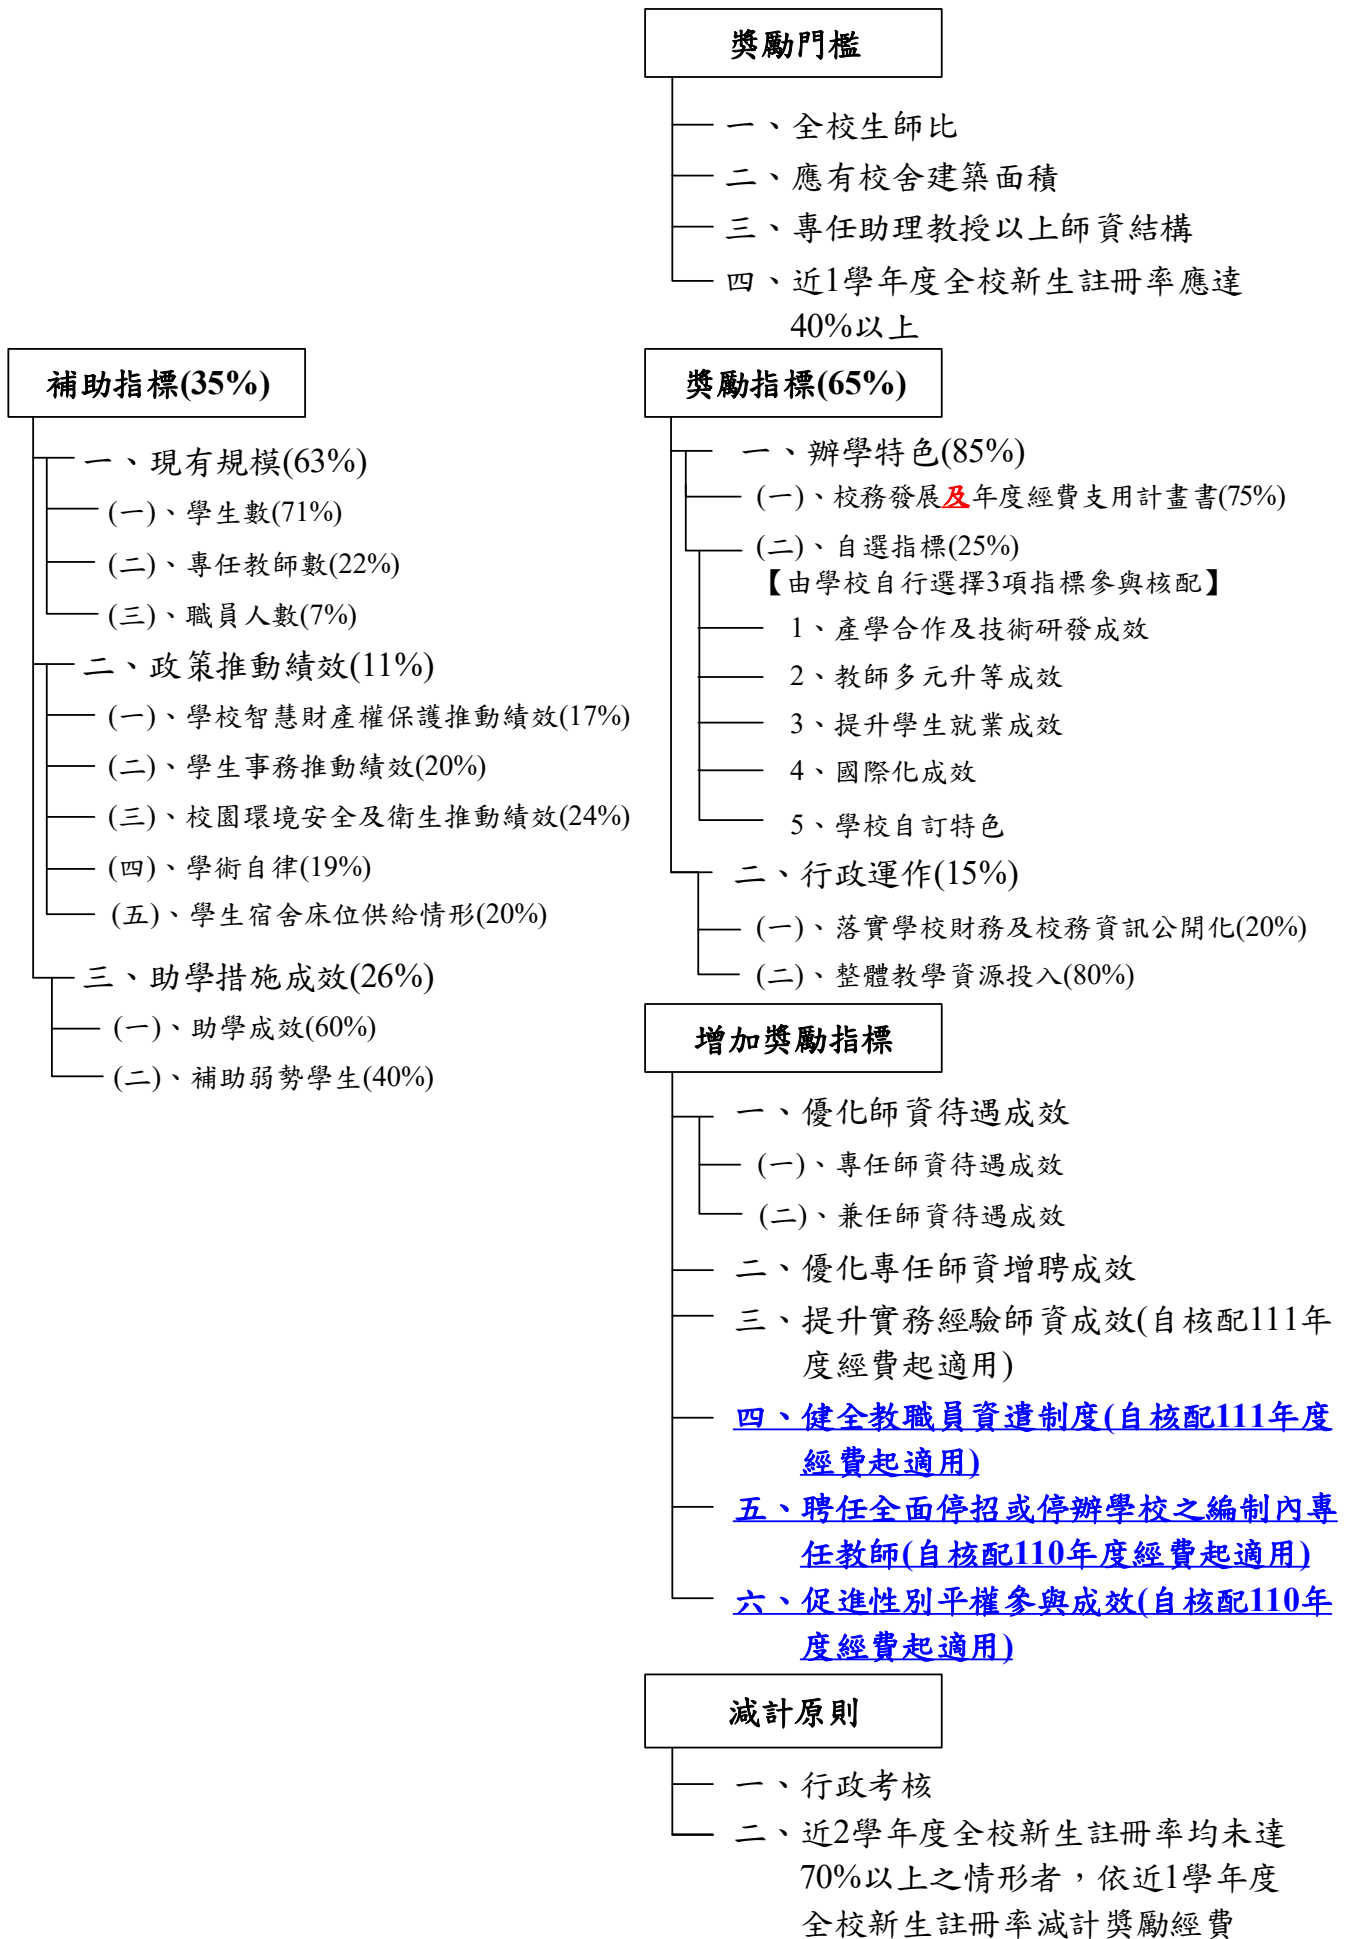 獎勵門檻
一、全校生師比
二、應有校舍建築面積
三、專任助理教授以上師資結構
四、近1學年度全校新生註冊率應達
40%以上
補助指標(35%)
一、現有規模(63%)
(一)、學生數(71%)
(二)、專任教師數(22%)
(三)、職員人數(7%)
二、政策推動績效(11%)
(一)、學校智慧財產權保護推動績效(17%)
(二)、學生事務推動績效(20%)
(三)、校園環境安全及衛生推動績效(24%)
(四)、學術自律(19%)
(五)、學生宿舍床位供給情形(20%)
三、助學措施成效(26%)
(一)、助學成效(60%)
(二)、補助弱勢學生(40%)
獎勵指標(65%)
一、辦學特色(85%)
(一)、校務發展及年度經費支用計畫書(75%)
(二)、自選指標(25%)
【由學校自行選擇3項指標參與核配】
1、產學合作及技術研發成效
2、教師多元升等成效
3、提升學生就業成效
4、國際化成效
5、學校自訂特色
二、行政運作(15%)
(一)、落實學校財務及校務資訊公開化(20%)
(二)、整體教學資源投入(80%)
增加獎勵指標
一、優化師資待遇成效
(一)、專任師資待遇成效
(二)、兼任師資待遇成效
二、優化專任師資增聘成效
三、提升實務經驗師資成效(自核配111年
度經費起適用)
四、健全教職員資遣制度(自核配111年度
經費起適用)
五、聘任全面停招或停辦學校之編制內專
任教師(自核配110年度經費起適用)
六、促進性別平權參與成效(自核配110年
度經費起適用)
減計原則
一、行政考核
二、近2學年度全校新生註冊率均未達
70%以上之情形者，依近1學年度
全校新生註冊率減計獎勵經費